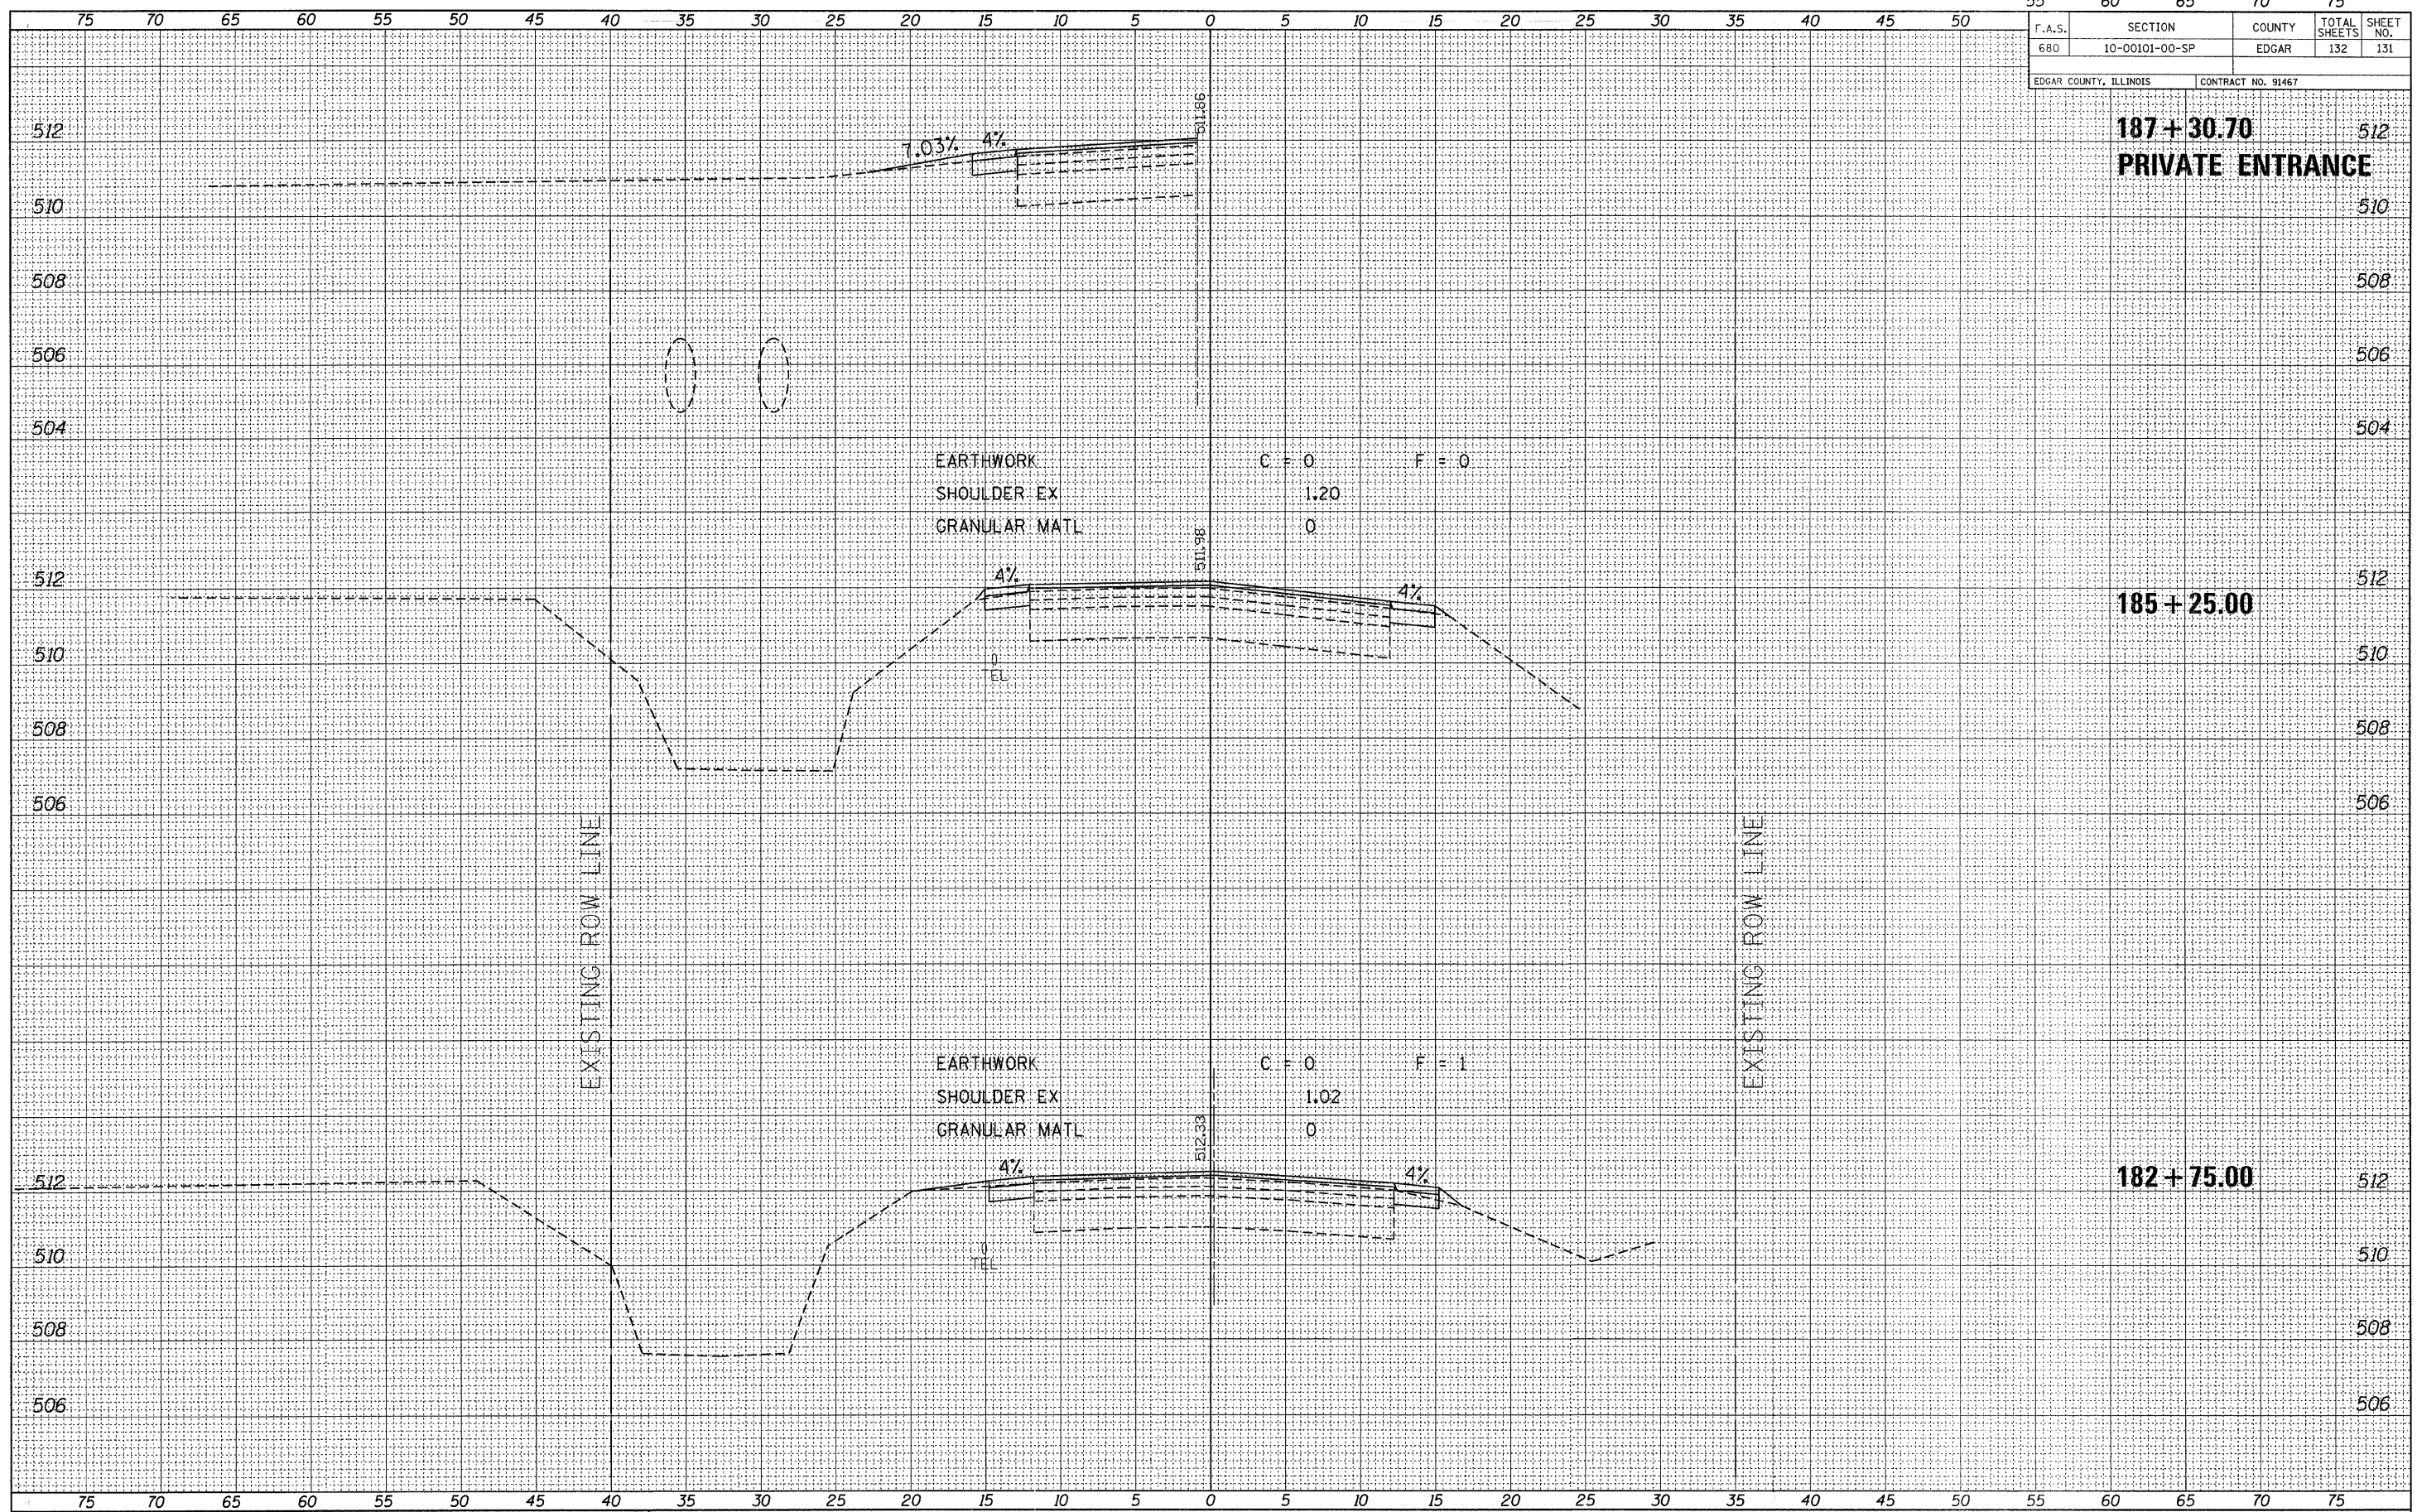 55 60 65 70 75
75 70 65 60 55 50 45 40 35 30 25 20 15 10 5 0 5 10 15 20 25 30 35 40 45 50
F.A.S. SECTION COUNTY TOTAL SHEETS SHEET NO.
680 10-00101-00-SP EDGAR 132 131
EDGAR COUNTY, ILLINOIS CONTRACT NO. 91467
511.86
512 7.03% 4% 187+30.70 512
PRIVATE ENTRANCE
510 510
508 508
506 506
504 504
EARTHWORK C = 0 F = 0
SHOULDER EX 1.20
GRANULAR MATL 0
511.98
512 4% 4% 512
185+25.00
510 510
0
TEL
508 508
506 506
EXISTING ROW LINE
EXISTING ROW LINE
EARTHWORK C = 0 F = 1
SHOULDER EX 1.02
GRANULAR MATL 0
512.33
512 4% 4% 182+75.00 512
510 510
0
TEL
508 508
506 506
75 70 65 60 55 50 45 40 35 30 25 20 15 10 5 0 5 10 15 20 25 30 35 40 45 50 55 60 65 70 75